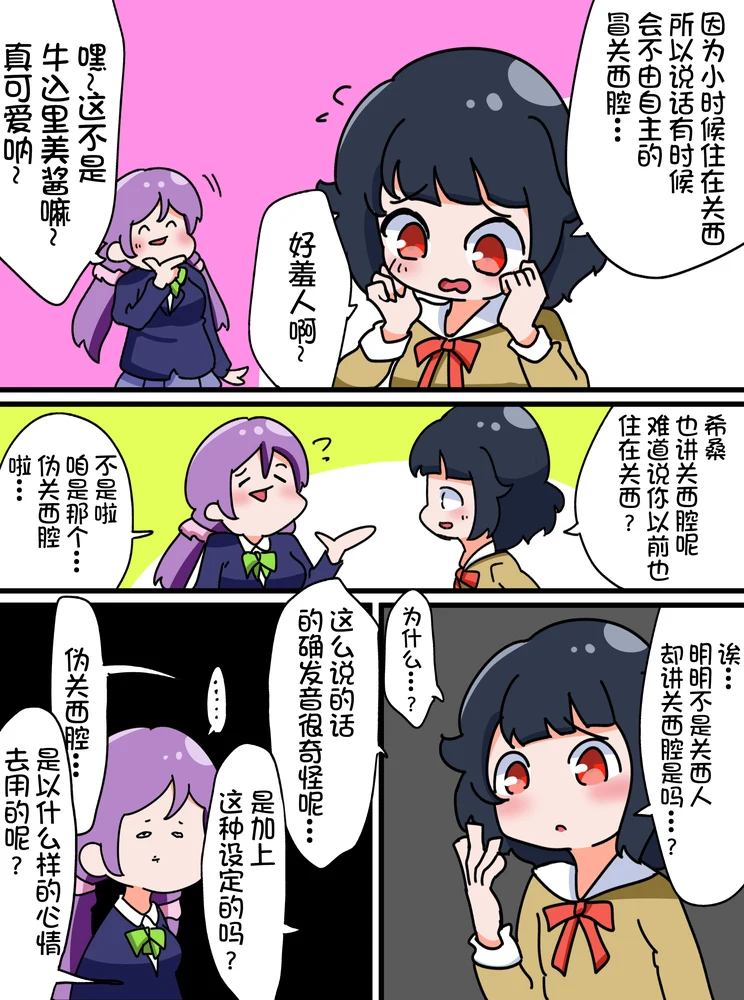 因为小时候住在关西
所以说话有时候
会不由自主的
冒关西腔…
好羞人啊~
嘿~这不是
牛込里美酱嘛~
真可爱呐~
希桑
也讲关西腔呢
难道说你以前也
住在关西？
不是啦
咱是那个…
伪关西腔
啦…
诶…
明明不是关西人
却讲关西腔是吗…？
为什么…？
这么说的话
的确发音很奇怪呢…
是加上
这种设定的吗？
……
伪关西腔…
是以什么样的心情
去用的呢？